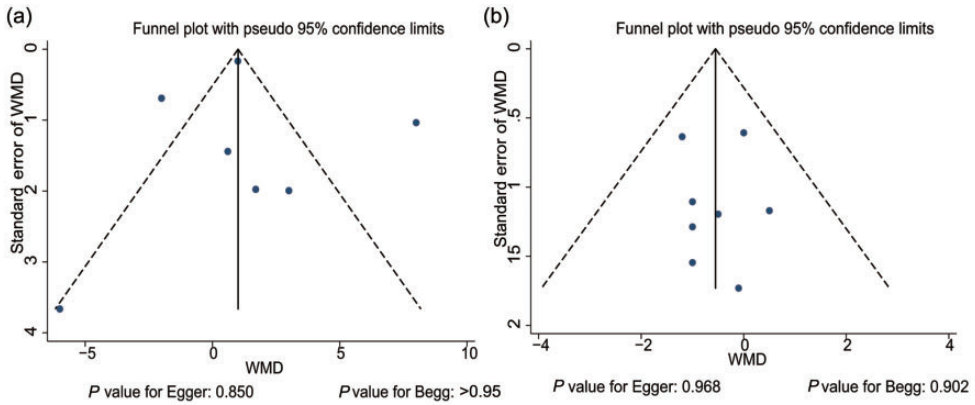 (a)
Funnel plot with pseudo 95% confidence limits
Standard error of WMD
0
1
2
3
4
−5
0
5
10
WMD
P value for Egger: 0.850
P value for Begg: >0.95
(b)
Funnel plot with pseudo 95% confidence limits
Standard error of WMD
0
.5
1
1.5
2
−4
−2
0
2
4
WMD
P value for Egger: 0.968
P value for Begg: 0.902